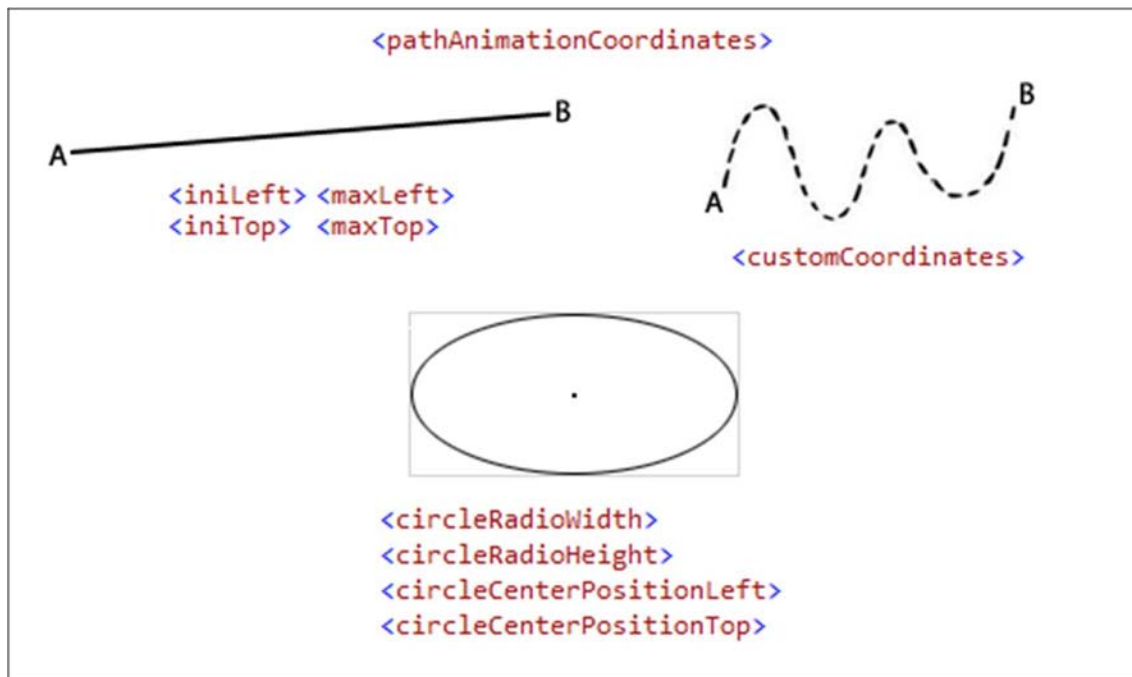 <pathAnimationCoordinates>
A
B
<iniLeft> <maxLeft>
<iniTop> <maxTop>
A
B
<customCoordinates>
<circleRadioWidth>
<circleRadioHeight>
<circleCenterPositionLeft>
<circleCenterPositionTop>